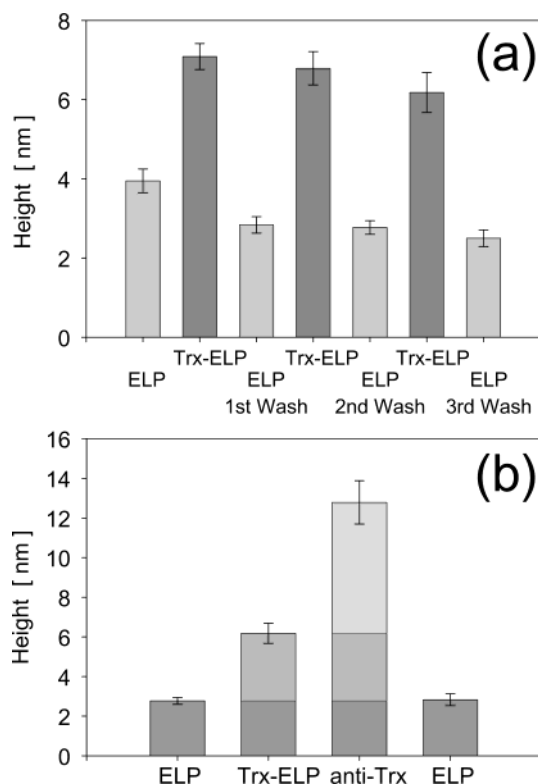 (a)
Height [ nm ]
8
6
4
2
0
Trx-ELP Trx-ELP Trx-ELP
ELP ELP ELP ELP
1st Wash 2nd Wash 3rd Wash
(b)
Height [ nm ]
16
14
12
10
8
6
4
2
0
ELP Trx-ELP anti-Trx ELP